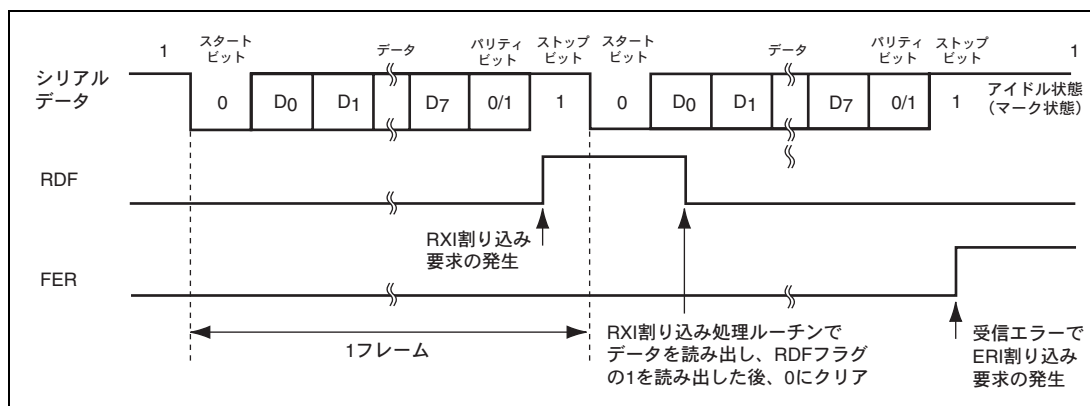 1 スタート ビット データ パリティ ビット ストップ ビット スタート ビット データ パリティ ビット ストップ ビット 1
シリアル
データ
0 D0 D1 D7 0/1 1 0 D0 D1 D7 0/1 1 アイドル状態
(マーク状態)
RDF
RXI割り込み
要求の発生
FER
1フレーム
RXI割り込み処理ルーチンで
データを読み出し、RDFフラグ
の1を読み出した後、0にクリア
受信エラーで
ERI割り込み
要求の発生